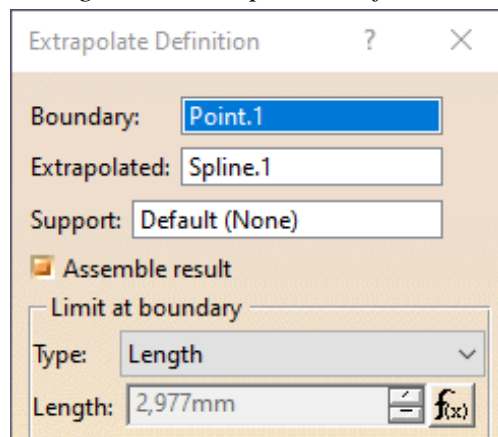 Extrapolate Definition ? ×
Boundary: Point.1
Extrapolated: Spline.1
Support: Default (None)
Assemble result
Limit at boundary
Type: Length
Length: 2,977mm f(x)